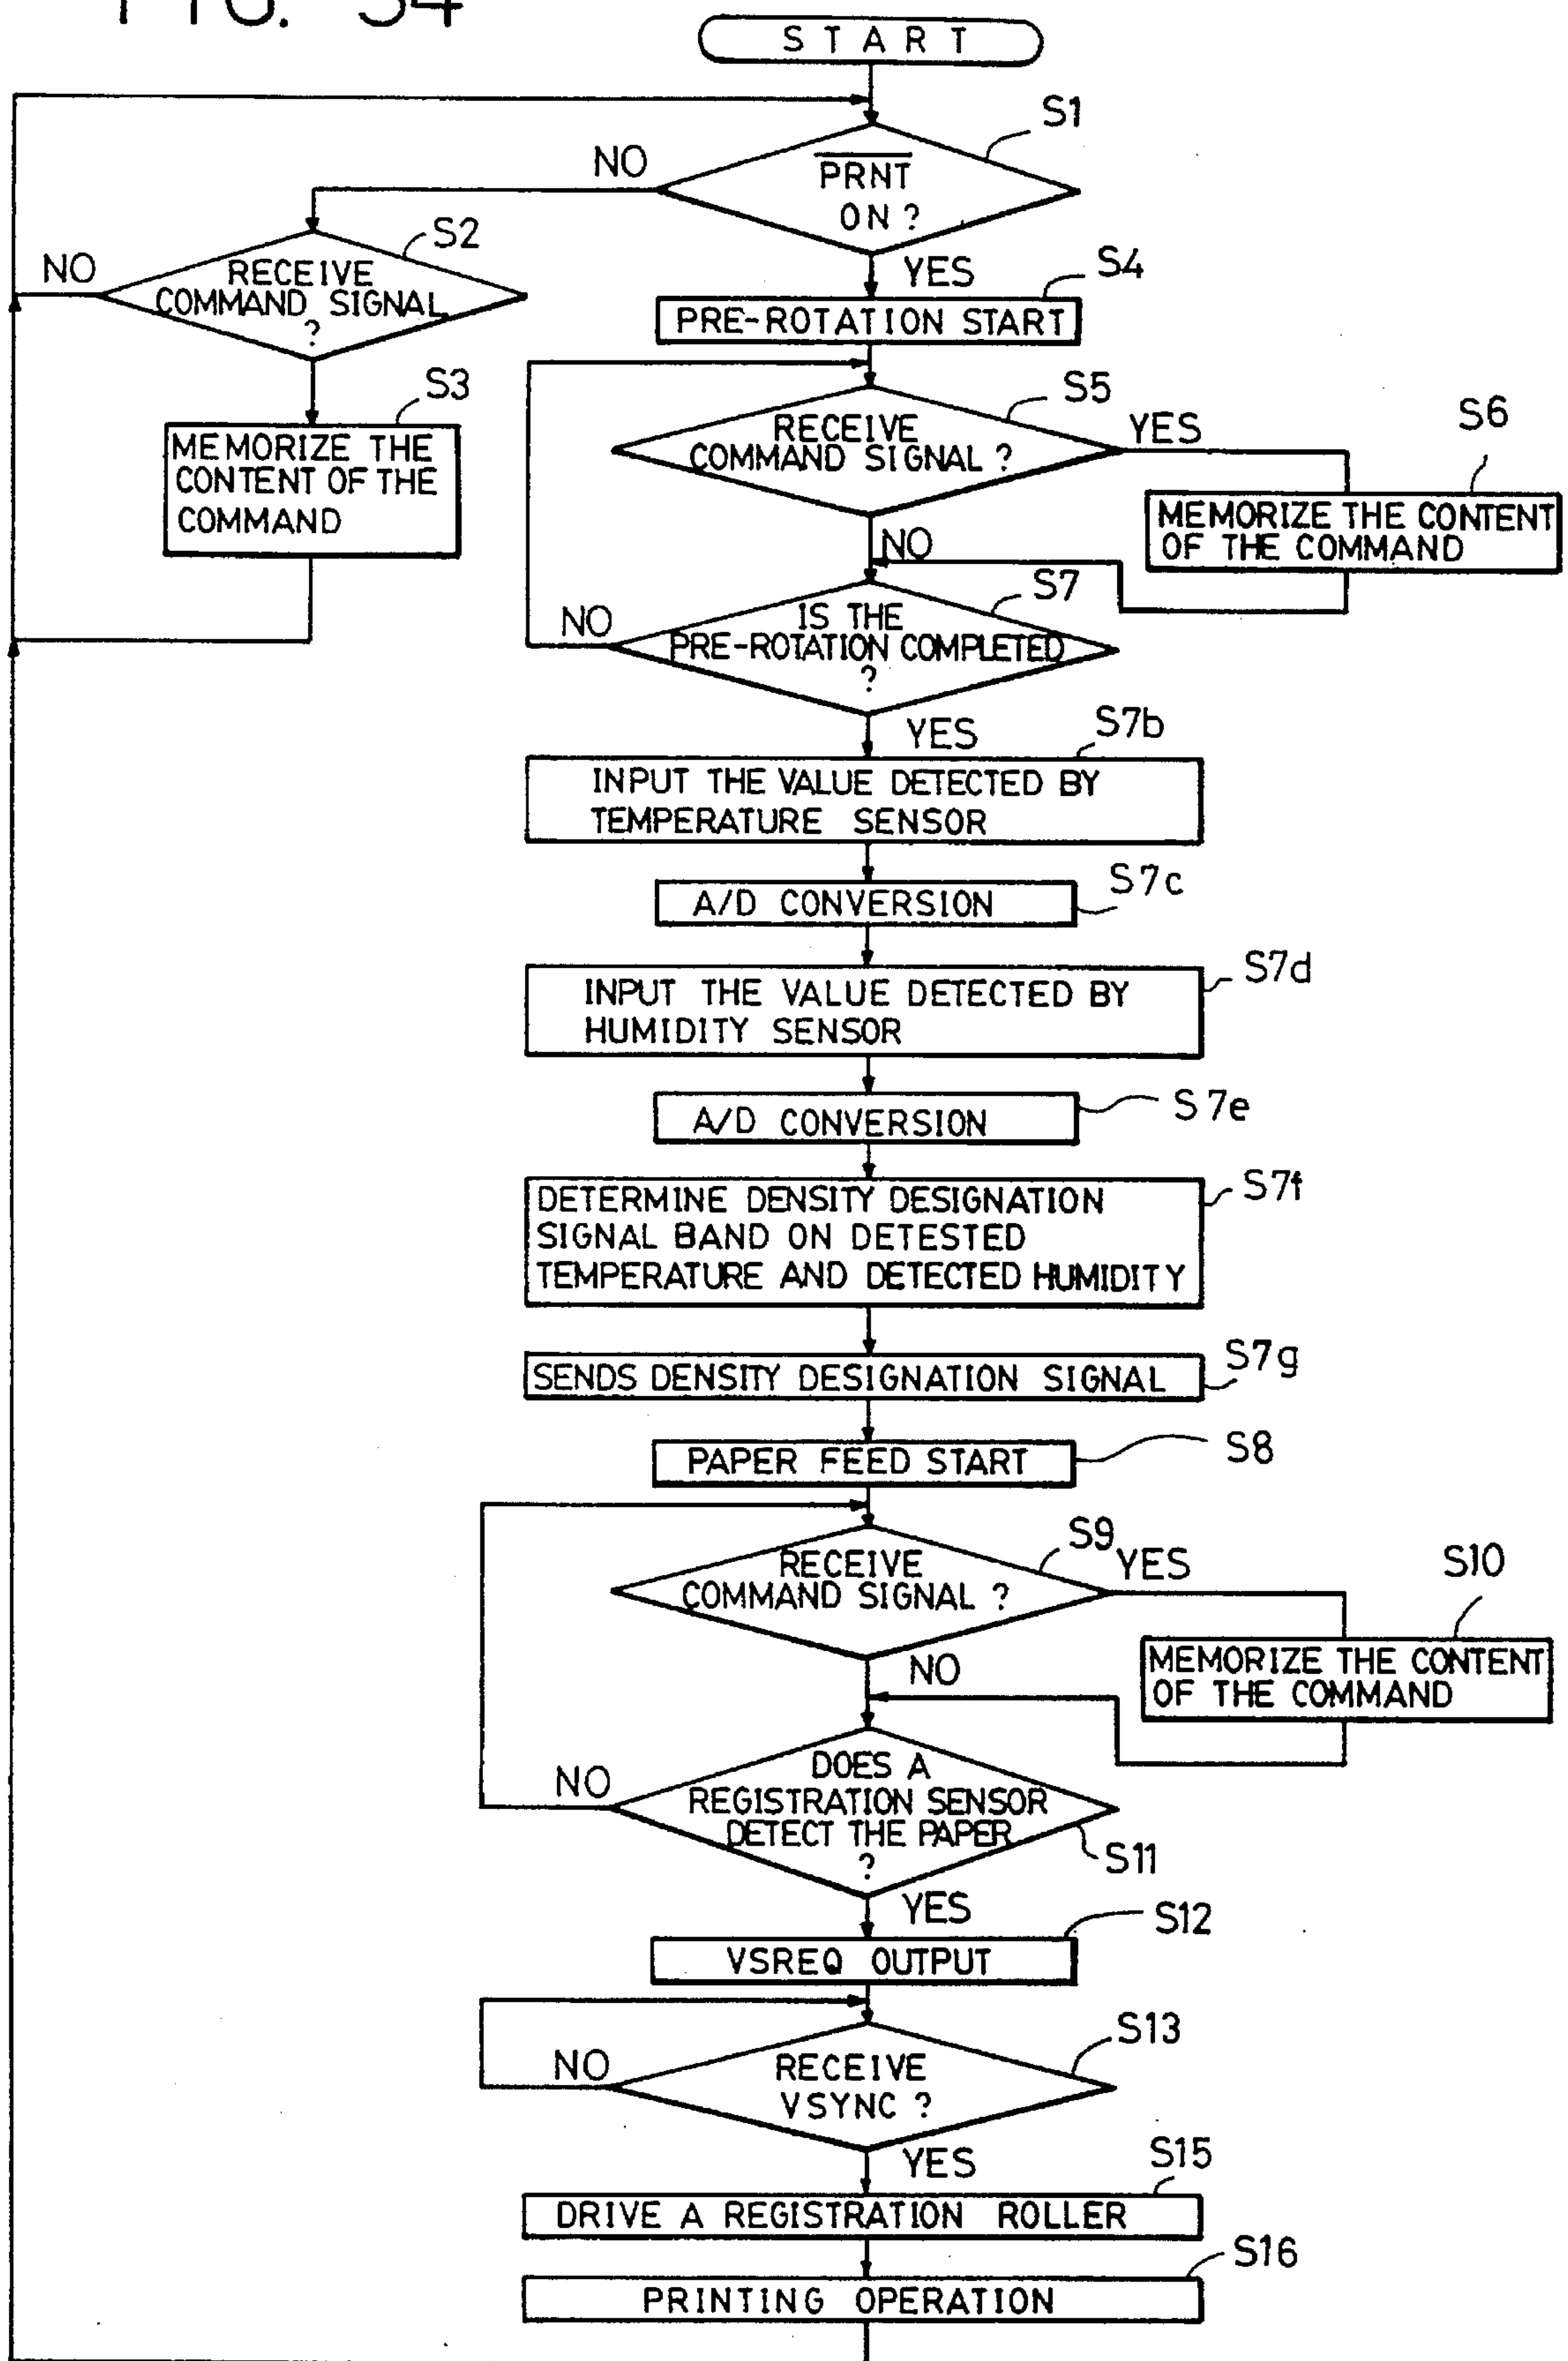 FIG. 34
START
S1
PRNT
ON ?
NO
YES
S2
RECEIVE
COMMAND SIGNAL
?
NO
S4
PRE-ROTATION START
S3
MEMORIZE THE
CONTENT OF THE
COMMAND
S5
RECEIVE
COMMAND SIGNAL ?
YES
S6
MEMORIZE THE CONTENT
OF THE COMMAND
NO
S7
IS THE
PRE-ROTATION COMPLETED
?
NO
YES
S7b
INPUT THE VALUE DETECTED BY
TEMPERATURE SENSOR
S7c
A/D CONVERSION
S7d
INPUT THE VALUE DETECTED BY
HUMIDITY SENSOR
S7e
A/D CONVERSION
S7f
DETERMINE DENSITY DESIGNATION
SIGNAL BAND ON DETESTED
TEMPERATURE AND DETECTED HUMIDITY
S7g
SENDS DENSITY DESIGNATION SIGNAL
S8
PAPER FEED START
S9
RECEIVE
COMMAND SIGNAL ?
YES
S10
MEMORIZE THE CONTENT
OF THE COMMAND
NO
DOES A
REGISTRATION SENSOR
DETECT THE PAPER
?
NO
S11
YES
S12
VSREQ OUTPUT
S13
RECEIVE
VSYNC ?
NO
YES
S15
DRIVE A REGISTRATION ROLLER
S16
PRINTING OPERATION